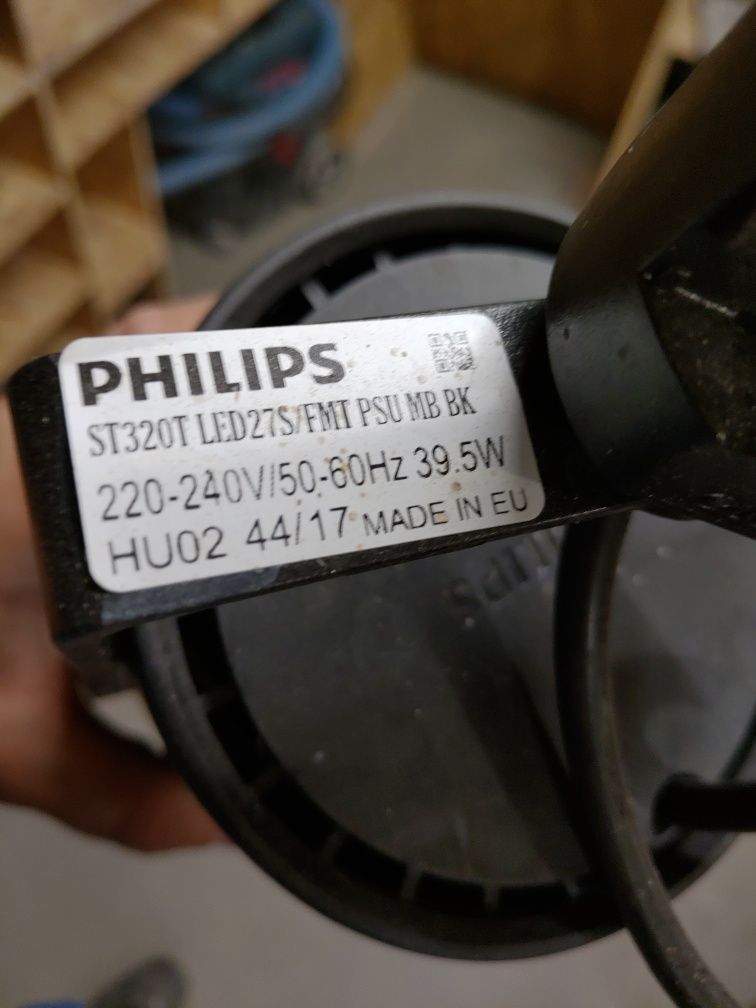 PHILIPS
ST320T LED27S/FMT PSU MB BK
220-240V/50-60Hz 39.5W
HU02 44/17 MADE IN EU